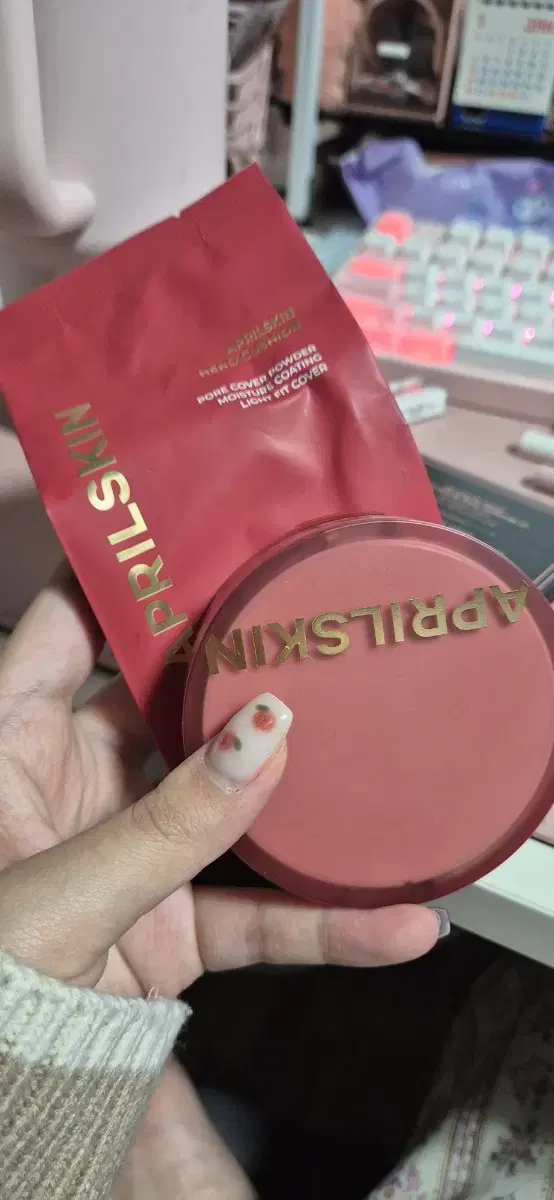 APRILSKIN
HERO CUSHION
PORE COVER POWDER
MOISTURE COATING
LIGHT FIT COVER
APRILSKIN
APRILSKIN